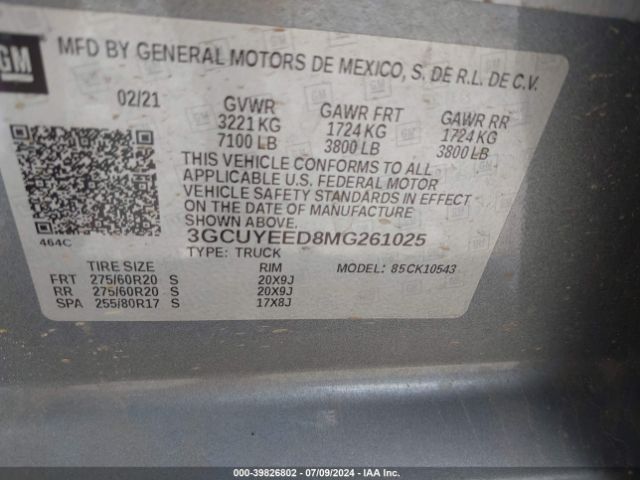 GM
MFD BY GENERAL MOTORS DE MEXICO, S. DE R.L. DE C.V.
02/21 GVWR GAWR FRT GAWR RR
3221 KG 1724 KG 1724 KG
7100 LB 3800 LB 3800 LB
THIS VEHICLE CONFORMS TO ALL
APPLICABLE U.S. FEDERAL MOTOR
VEHICLE SAFETY STANDARDS IN EFFECT
ON THE DATE OF MANUFACTURE
SHOWN ABOVE.
464C
3GCUYEED8MG261025
TYPE: TRUCK
TIRE SIZE RIM MODEL: 85CK10543
FRT 275/60R20 S 20X9J
RR 275/60R20 S 20X9J
SPA 255/80R17 S 17X8J
000-39826802 - 07/09/2024 - IAA Inc.